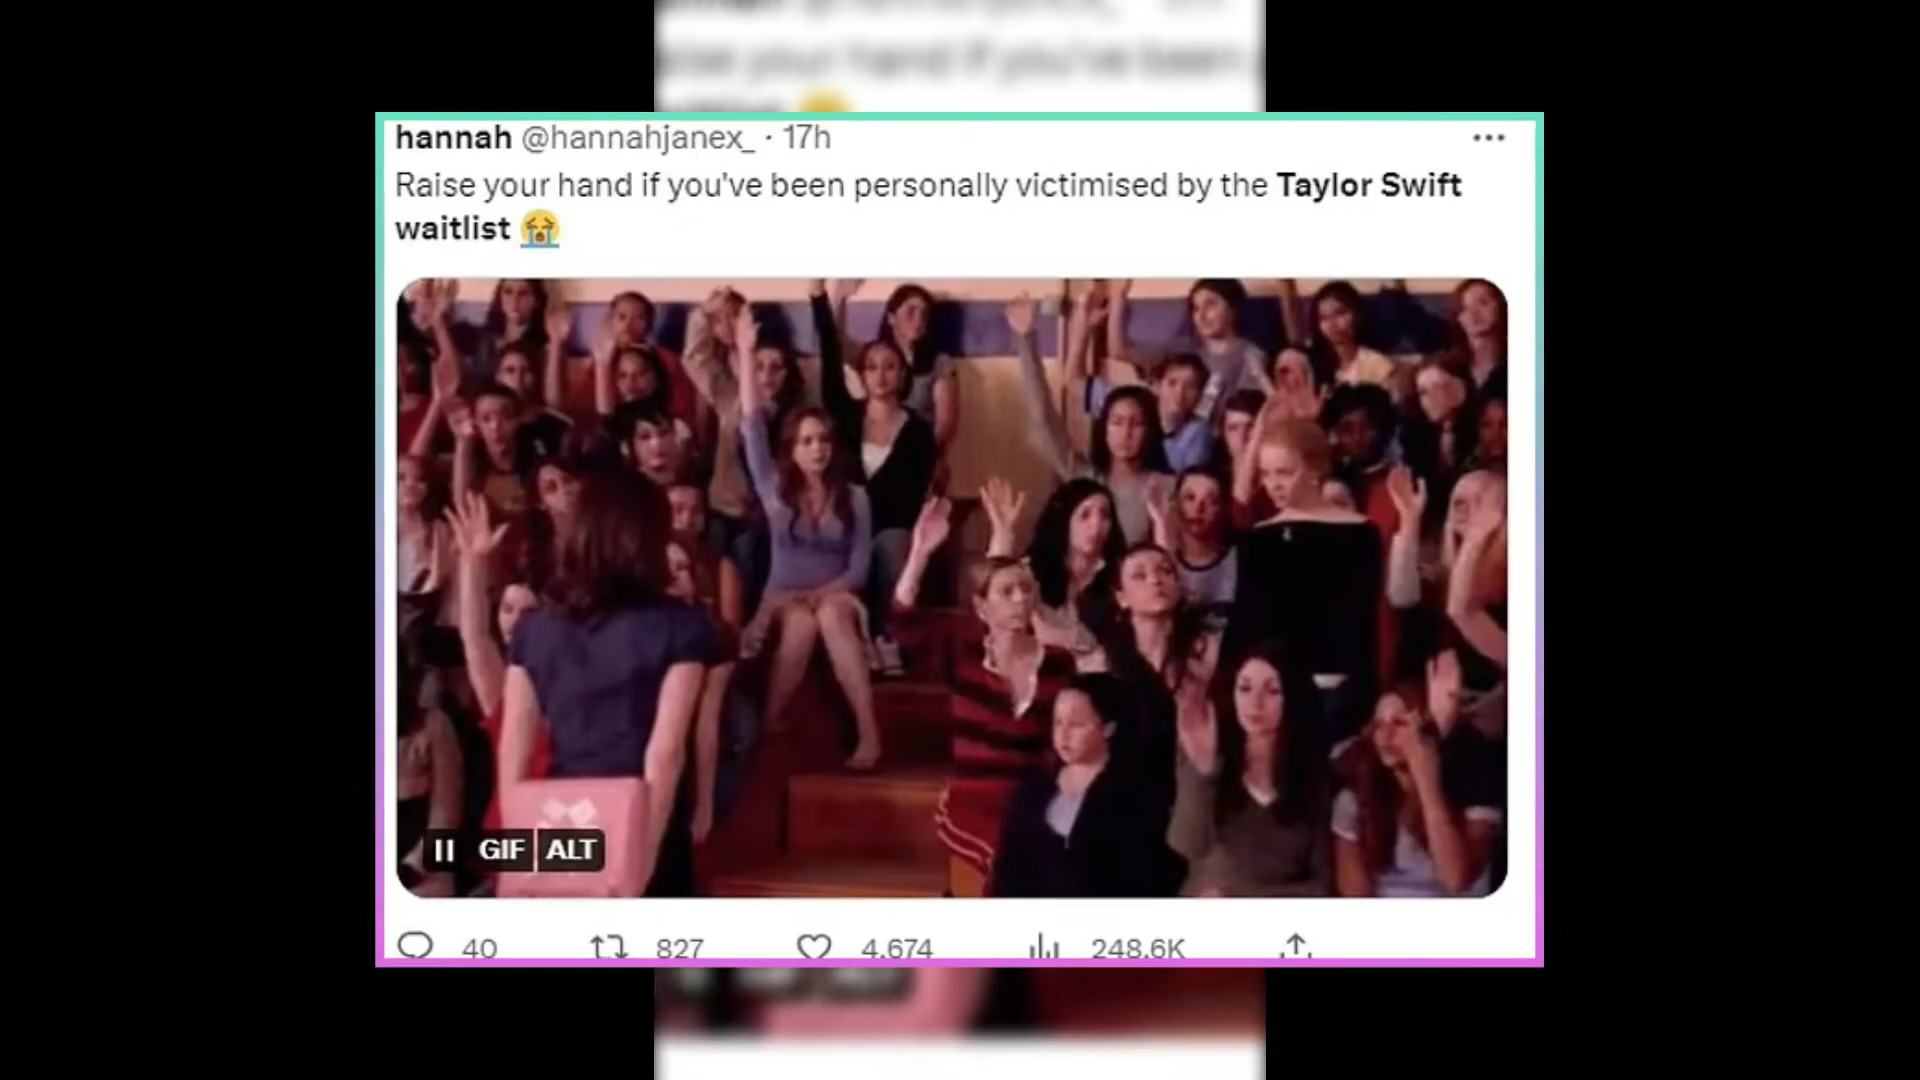 hannah @hannahjanex_ · 17h
Raise your hand if you've been personally victimised by the Taylor Swift
waitlist 😭
GIF ALT
40 827 4,674 248.6K